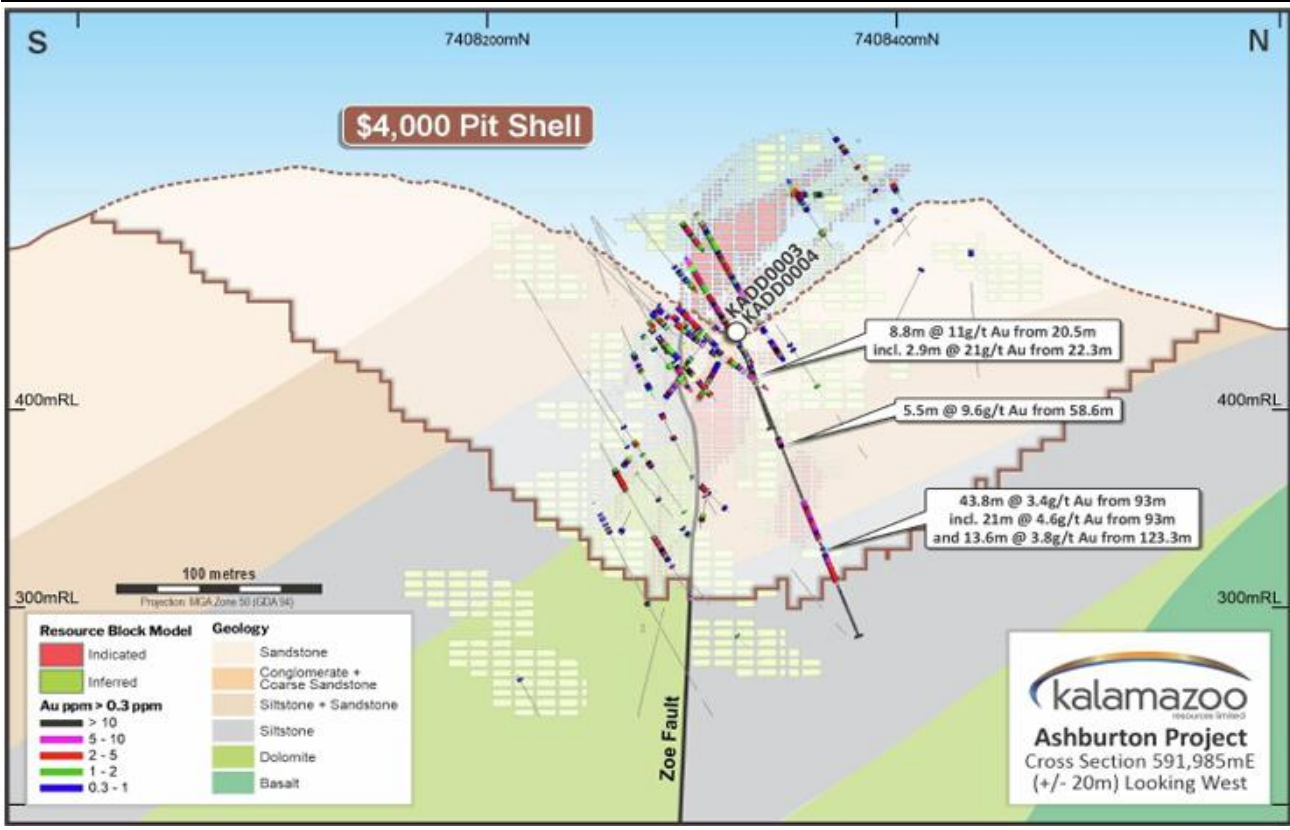 S
7408200mN
7408400mN
N
$4,000 Pit Shell
KADD0003
KADD0004
8.8m @ 11g/t Au from 20.5m
incl. 2.9m @ 21g/t Au from 22.3m
400mRL
400mRL
5.5m @ 9.6g/t Au from 58.6m
43.8m @ 3.4g/t Au from 93m
incl. 21m @ 4.6g/t Au from 93m
and 13.6m @ 3.8g/t Au from 123.3m
100 metres
Projection: MGA Zone 50 (GDA 94)
300mRL
300mRL
Resource Block Model
Indicated
Inferred
Au ppm > 0.3 ppm
> 10
5 - 10
2 - 5
1 - 2
0.3 - 1
Geology
Sandstone
Conglomerate +
Coarse Sandstone
Siltstone + Sandstone
Siltstone
Dolomite
Basalt
Zoe Fault
kalamazoo
resources limited
Ashburton Project
Cross Section 591,985mE
(+/- 20m) Looking West